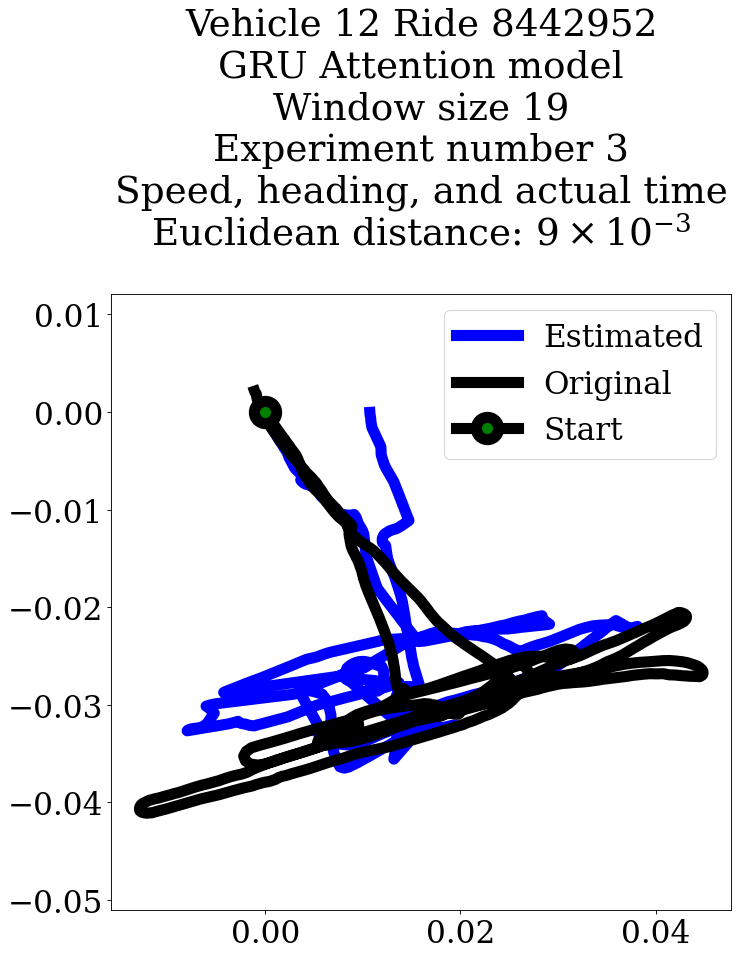 Vehicle 12 Ride 8442952
GRU Attention model
Window size 19
Experiment number 3
Speed, heading, and actual time
Euclidean distance: 9 × 10⁻³
0.01
0.00
−0.01
−0.02
−0.03
−0.04
−0.05
Estimated
Original
Start
0.00 0.02 0.04